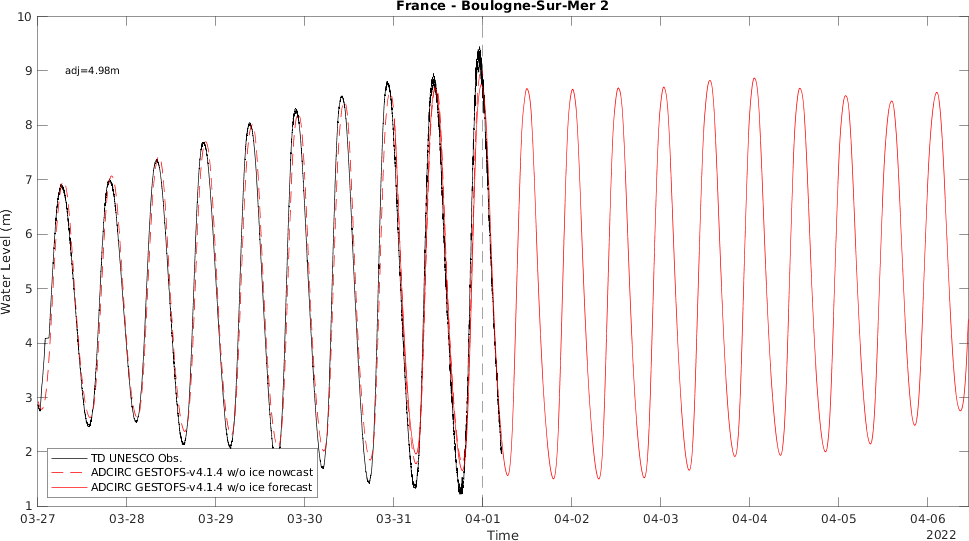 France - Boulogne-Sur-Mer 2
10
9
adj=4.98m
8
7
6
5
4
3
2
1
Water Level (m)
TD UNESCO Obs.
ADCIRC GESTOFS-v4.1.4 w/o ice nowcast
ADCIRC GESTOFS-v4.1.4 w/o ice forecast
03-27 03-28 03-29 03-30 03-31 04-01 04-02 04-03 04-04 04-05 04-06
Time
2022